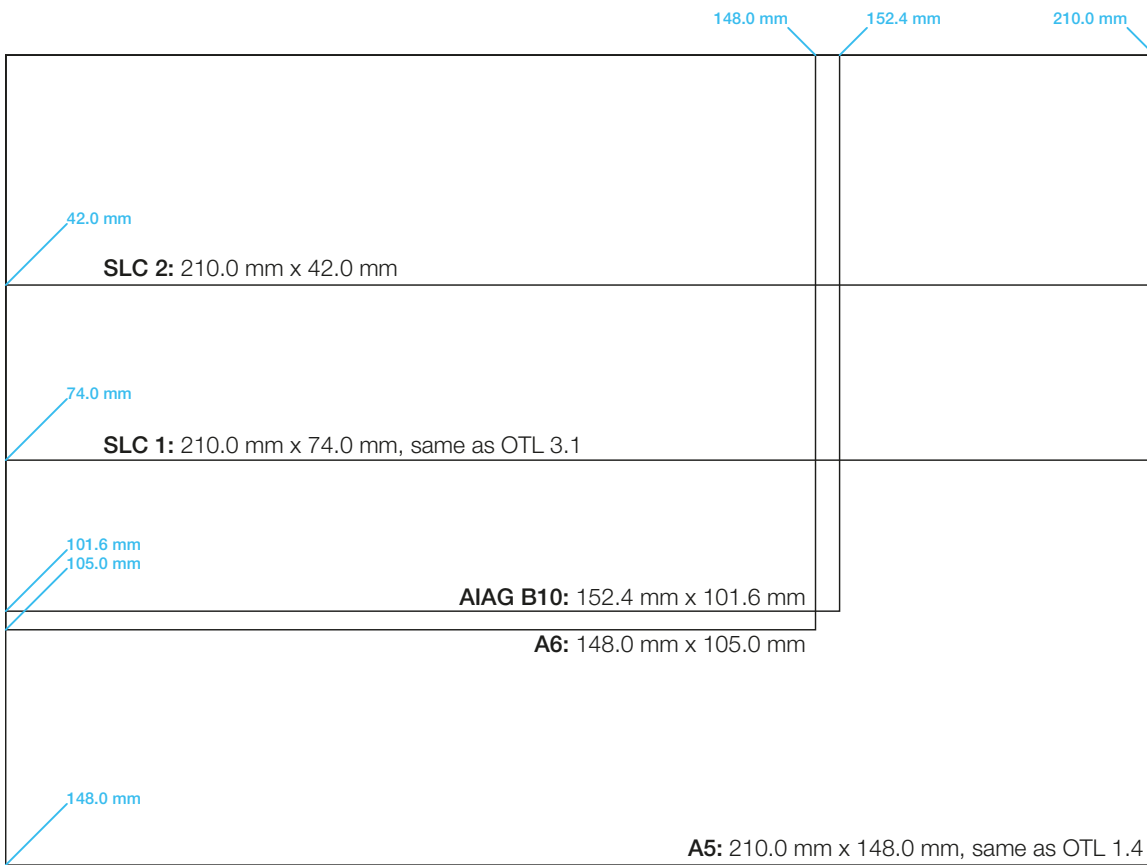 148.0 mm 152.4 mm 210.0 mm
42.0 mm
SLC 2: 210.0 mm x 42.0 mm
74.0 mm
SLC 1: 210.0 mm x 74.0 mm, same as OTL 3.1
101.6 mm
105.0 mm
AIAG B10: 152.4 mm x 101.6 mm
A6: 148.0 mm x 105.0 mm
148.0 mm
A5: 210.0 mm x 148.0 mm, same as OTL 1.4